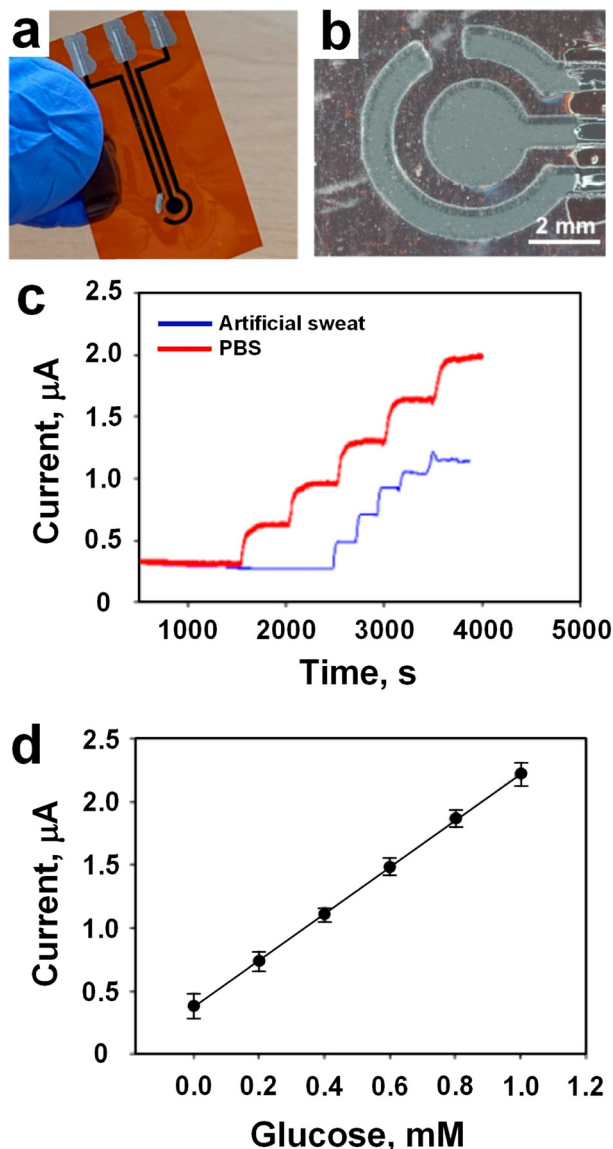 a
b
2 mm
c
2.5
2.0
1.5
1.0
0.5
0
Current, μA
Artificial sweat
PBS
1000 2000 3000 4000 5000
Time, s
d
2.5
2.0
1.5
1.0
0.5
0
Current, μA
0.0 0.2 0.4 0.6 0.8 1.0 1.2
Glucose, mM